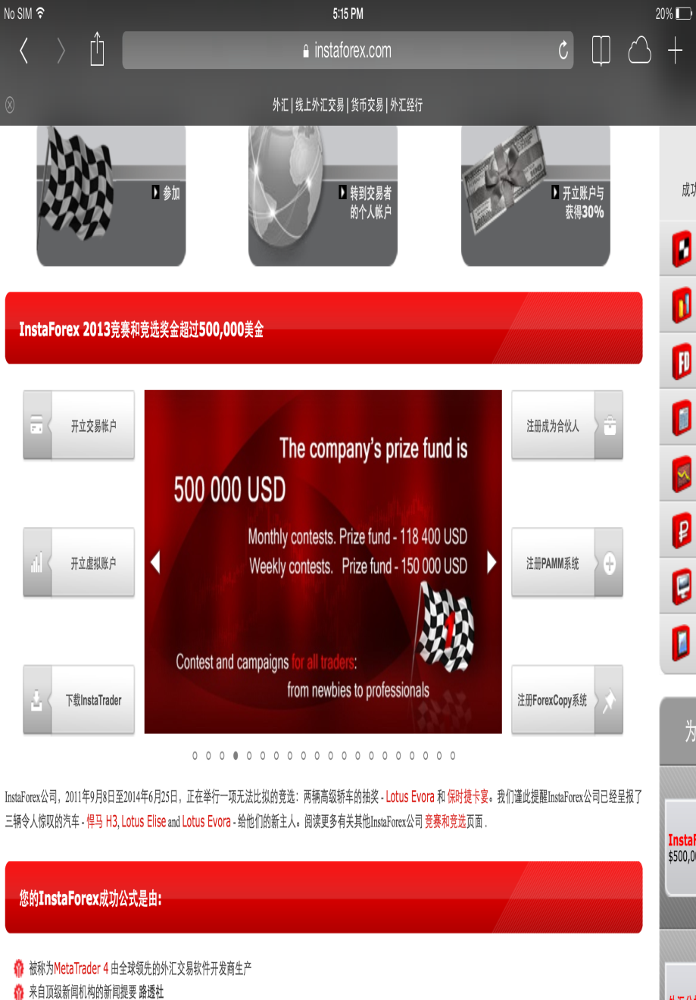 No SIM 5:15 PM 20%
instaforex.com
外汇 | 线上外汇交易 | 货币交易 | 外汇经行
参加
转到交易者
的个人帐户
开立账户与
获得30%
成功
InstaForex 2013竞赛和竞选奖金超过500,000美金
开立交易帐户
注册成为合伙人
The company's prize fund is
500 000 USD
Monthly contests. Prize fund - 118 400 USD
Weekly contests. Prize fund - 150 000 USD
开立虚拟账户
注册PAMM系统
Contest and campaigns for all traders:
from newbies to professionals
下载InstaTrader
注册ForexCopy系统
FD
为
InstaForex公司，2011年9月8日至2014年6月25日，正在举行一项无法比拟的竞选：两辆高级轿车的抽奖 - Lotus Evora 和 保时捷卡宴。我们谨此提醒InstaForex公司已经呈报了
三辆令人惊叹的汽车 - 悍马 H3, Lotus Elise and Lotus Evora - 给他们的新主人。阅读更多有关其他InstaForex公司 竞赛和竞选页面 .
InstaF
$500,00
您的InstaForex成功公式是由:
被称为MetaTrader 4 由全球领先的外汇交易软件开发商生产
来自顶级新闻机构的新闻提要 路透社